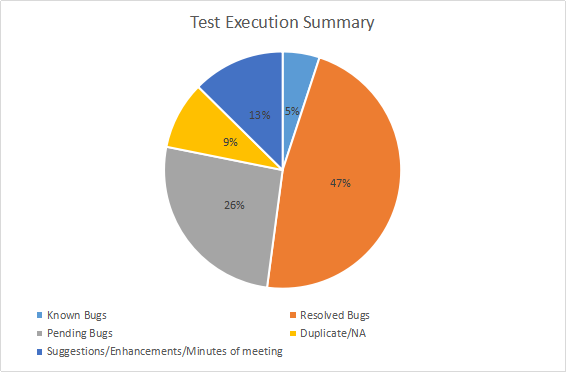 Test Execution Summary
5%
13%
9%
47%
26%
Known Bugs
Resolved Bugs
Pending Bugs
Duplicate/NA
Suggestions/Enhancements/Minutes of meeting